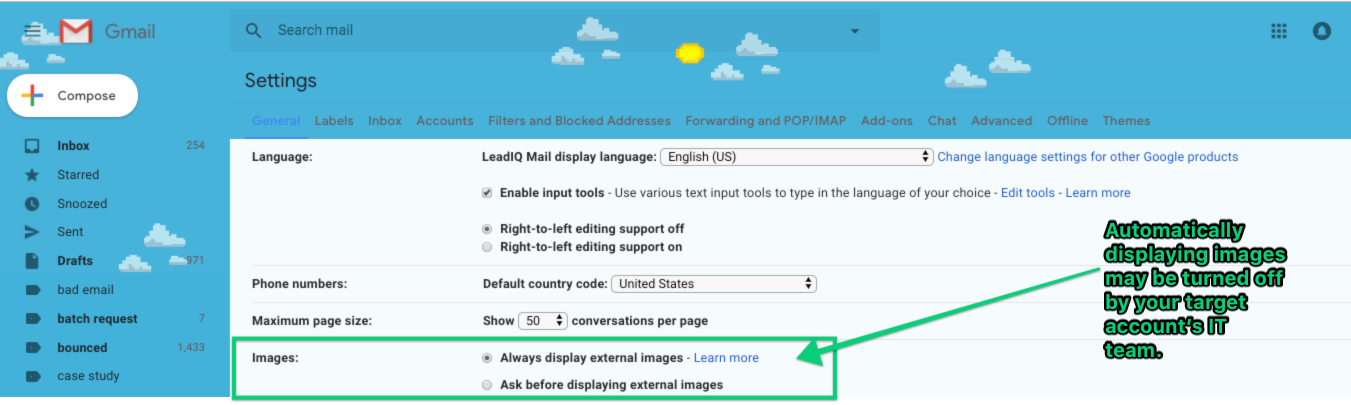 Gmail
Search mail
Settings
Compose
General Labels Inbox Accounts Filters and Blocked Addresses Forwarding and POP/IMAP Add-ons Chat Advanced Offline Themes
Inbox 254
Starred
Snoozed
Sent
Drafts 971
bad email
batch request 7
bounced 1,433
case study
Language: LeadIQ Mail display language: English (US) Change language settings for other Google products
Enable input tools - Use various text input tools to type in the language of your choice - Edit tools - Learn more
Right-to-left editing support off
Right-to-left editing support on
Phone numbers: Default country code: United States
Maximum page size: Show 50 conversations per page
Images: Always display external images - Learn more
Ask before displaying external images
Automatically
displaying images
may be turned off
by your target
account's IT
team.